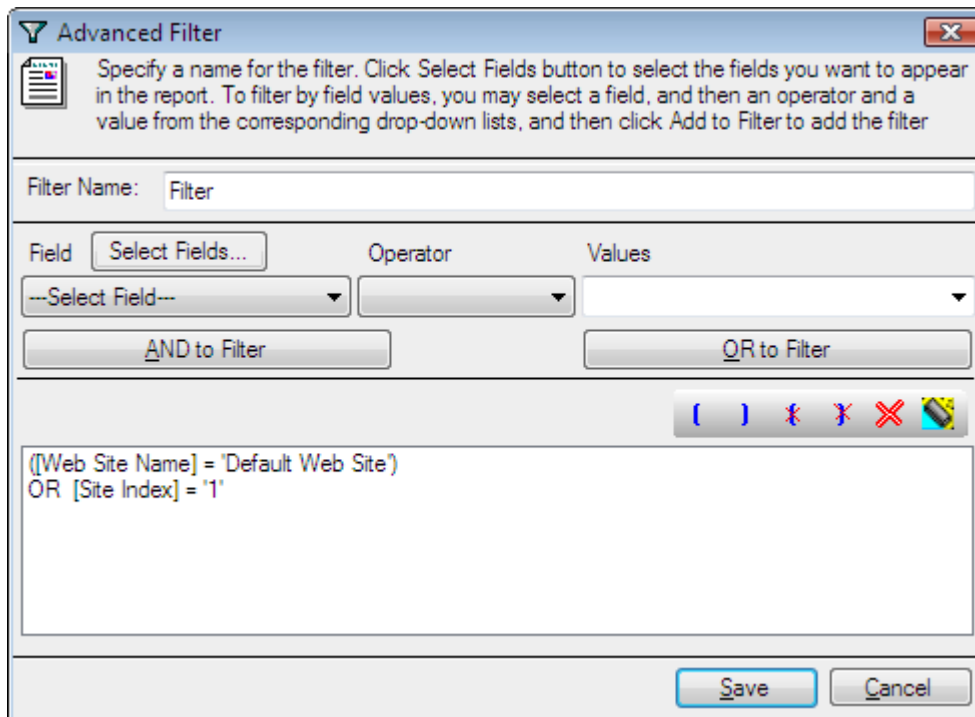 Advanced Filter
Specify a name for the filter. Click Select Fields button to select the fields you want to appear
in the report. To filter by field values, you may select a field, and then an operator and a
value from the corresponding drop-down lists, and then click Add to Filter to add the filter
Filter Name: Filter
Field Select Fields... Operator Values
---Select Field---
AND to Filter OR to Filter
([Web Site Name] = 'Default Web Site')
OR  [Site Index] = '1'
Save Cancel